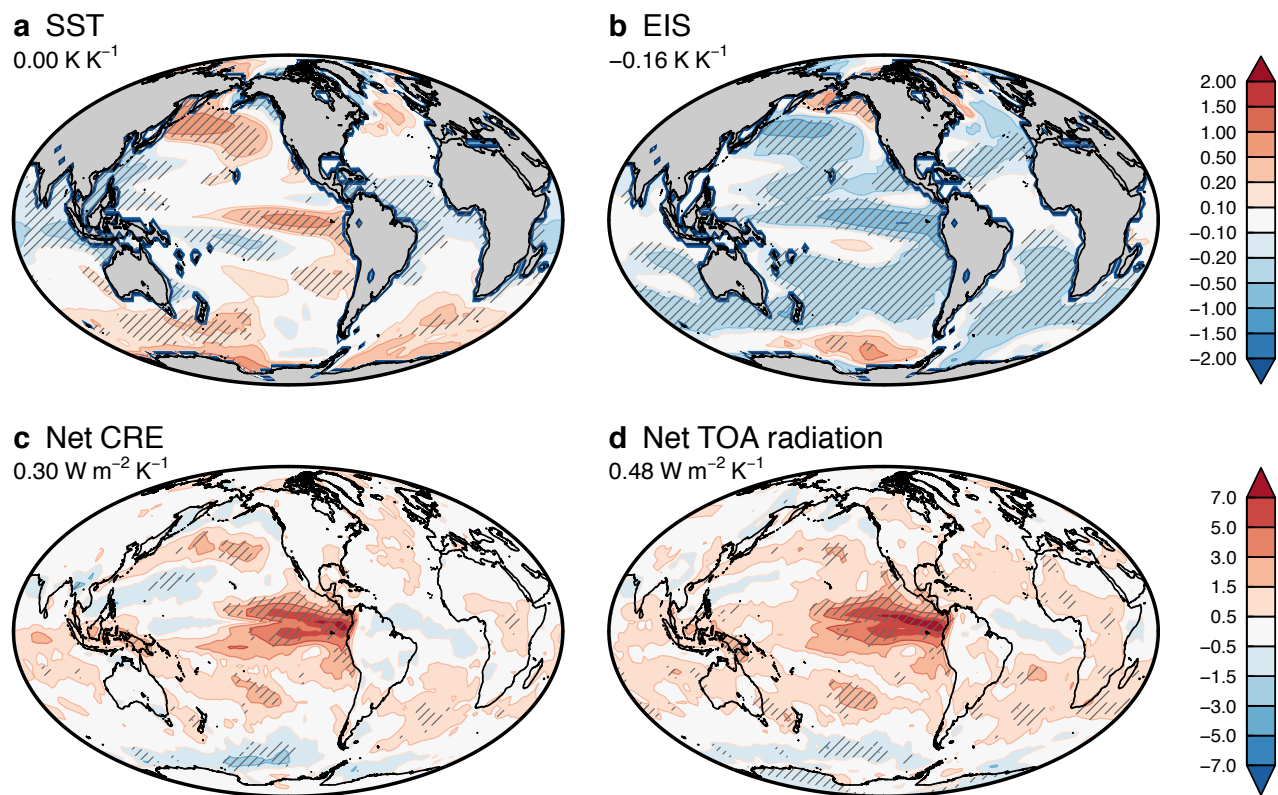 a SST
0.00 K K⁻¹
b EIS
−0.16 K K⁻¹
2.00
1.50
1.00
0.50
0.20
0.10
−0.10
−0.20
−0.50
−1.00
−1.50
−2.00
c Net CRE
0.30 W m⁻² K⁻¹
d Net TOA radiation
0.48 W m⁻² K⁻¹
7.0
5.0
3.0
1.5
0.5
−0.5
−1.5
−3.0
−5.0
−7.0